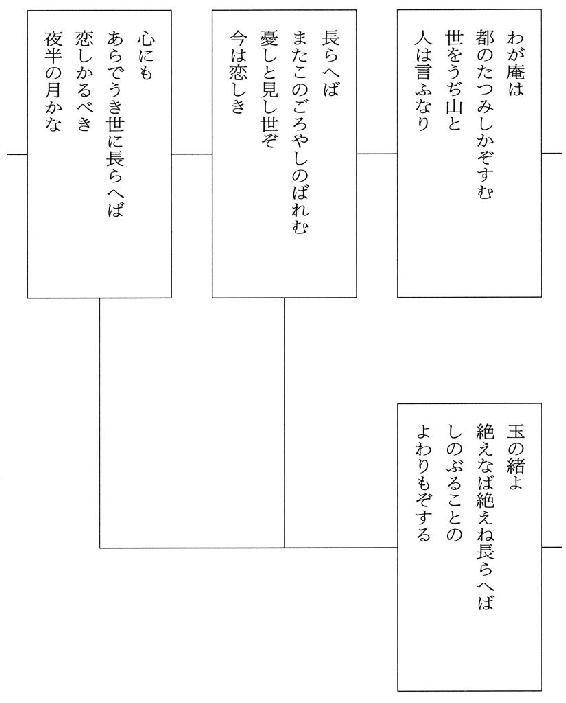 わが庵は
都のたつみしかぞすむ
世をうぢ山と
人は言ふなり
長らへば
またこのごろやしのばれむ
憂しと見し世ぞ
今は恋しき
心にも
あらでうき世に長らへば
恋しかるべき
夜半の月かな
玉の緒よ
絶えなば絶えね長らへば
しのぶることの
よわりもぞする